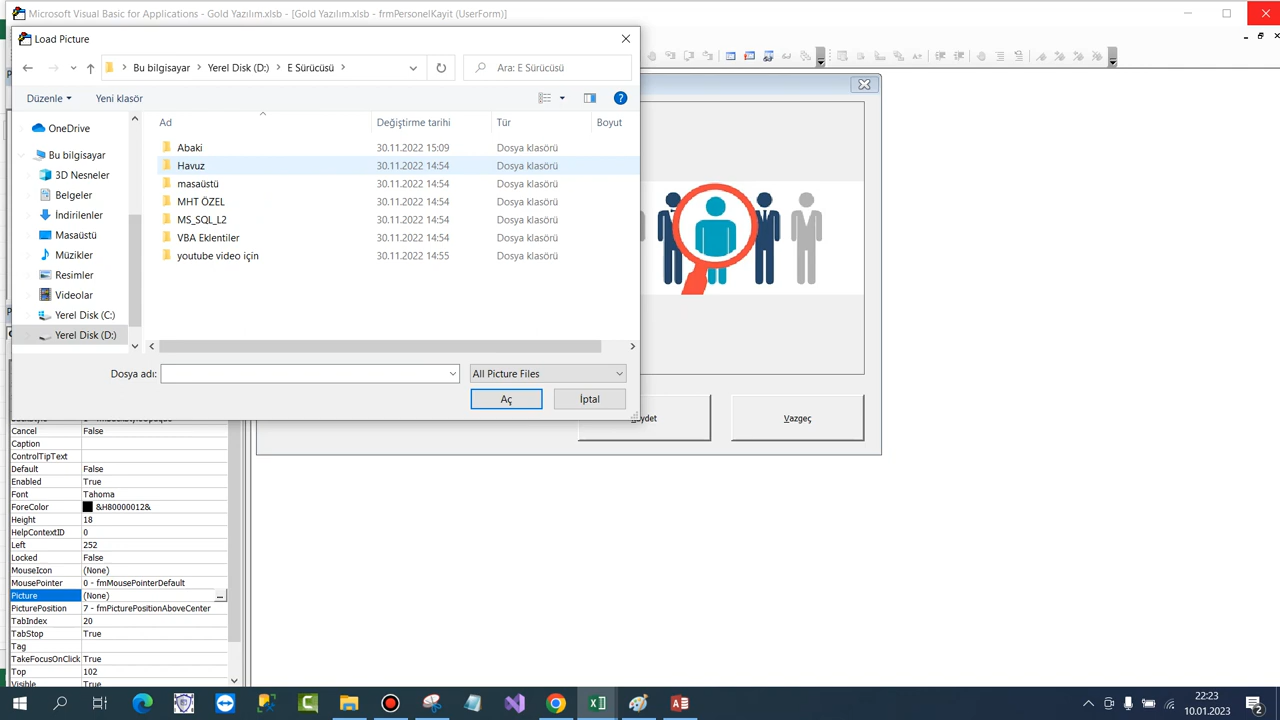 Microsoft Visual Basic for Applications - Gold Yazılım.xlsb - [Gold Yazılım.xlsb - frmPersonelKayit (UserForm)]
Load Picture
Bu bilgisayar
Yerel Disk (D:)
E Sürücüsü
Ara: E Sürücüsü
Düzenle
Yeni klasör
Ad
Değiştirme tarihi
Tür
Boyut
OneDrive
Bu bilgisayar
3D Nesneler
Belgeler
İndirilenler
Masaüstü
Müzikler
Resimler
Videolar
Yerel Disk (C:)
Yerel Disk (D:)
Abaki 30.11.2022 15:09 Dosya klasörü
Havuz 30.11.2022 14:54 Dosya klasörü
masaüstü 30.11.2022 14:54 Dosya klasörü
MHT ÖZEL 30.11.2022 14:54 Dosya klasörü
MS_SQL_L2 30.11.2022 14:54 Dosya klasörü
VBA Eklentiler 30.11.2022 14:54 Dosya klasörü
youtube video için 30.11.2022 14:55 Dosya klasörü
Dosya adı:
All Picture Files
Aç
İptal
Vazgeç
Cancel False
Caption
ControlTipText
Default False
Enabled True
Font Tahoma
ForeColor &H80000012&
Height 18
HelpContextID 0
Left 252
Locked False
MouseIcon (None)
MousePointer 0 - fmMousePointerDefault
Picture (None) ...
PicturePosition 7 - fmPicturePositionAboveCenter
TabIndex 20
TabStop True
Tag
TakeFocusOnClick True
Top 102
Visible True
22:23
10.01.2023
2